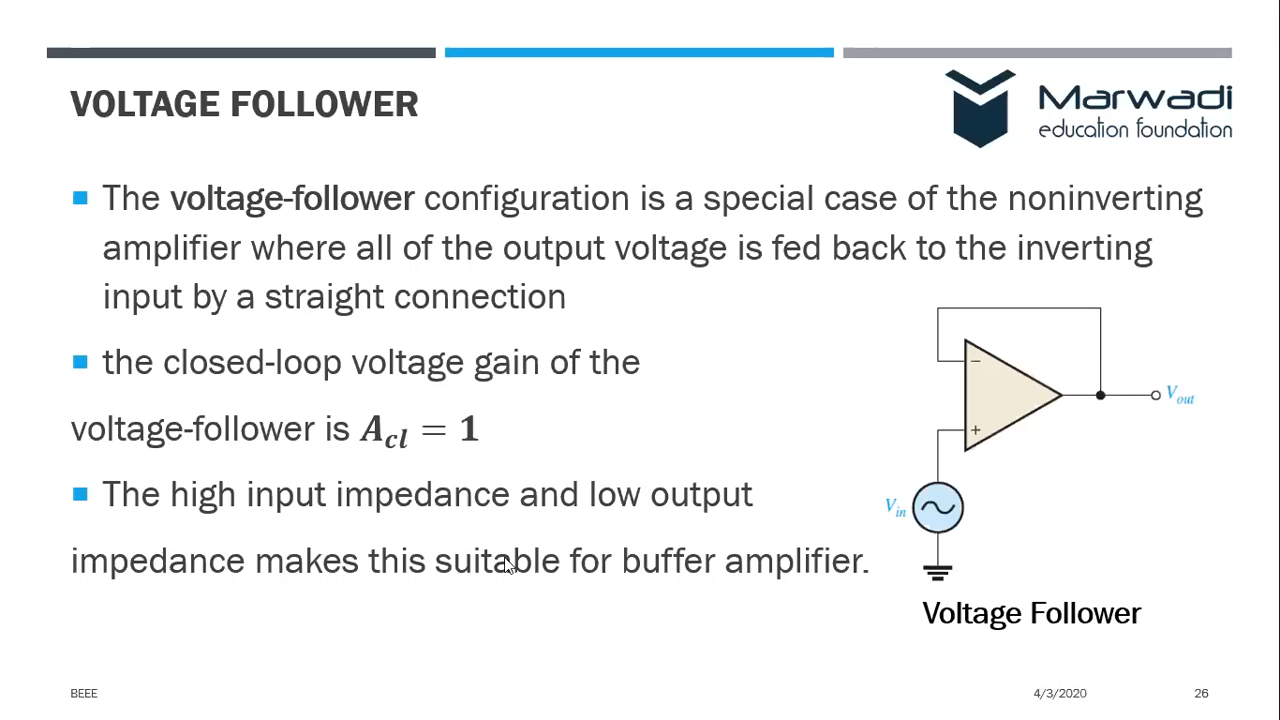 VOLTAGE FOLLOWER
Marwadi
education foundation
The voltage-follower configuration is a special case of the noninverting
amplifier where all of the output voltage is fed back to the inverting
input by a straight connection
the closed-loop voltage gain of the
voltage-follower is A_cl = 1
The high input impedance and low output
impedance makes this suitable for buffer amplifier.
−
+
V_out
V_in
Voltage Follower
BEEE
4/3/2020
26